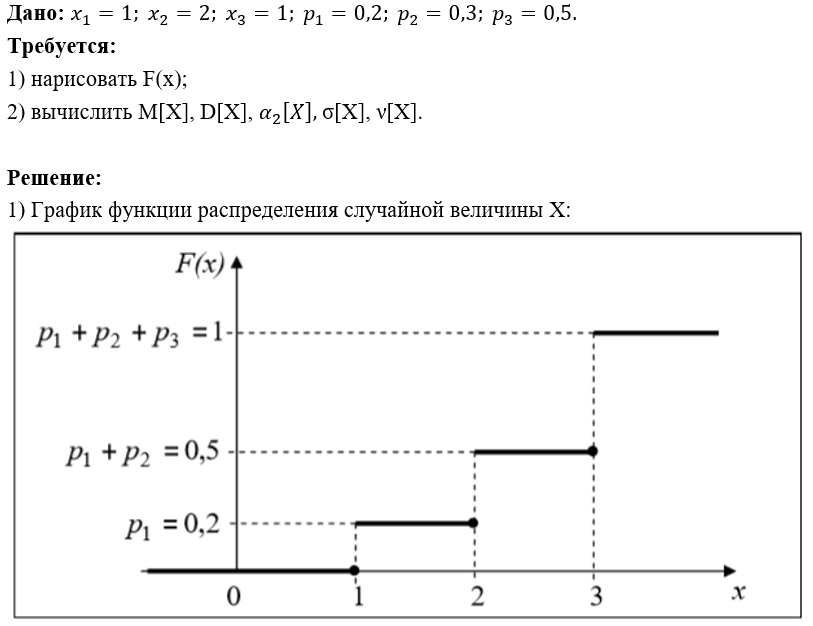 Дано: x₁ = 1; x₂ = 2; x₃ = 1; p₁ = 0,2; p₂ = 0,3; p₃ = 0,5.
Требуется:
1) нарисовать F(x);
2) вычислить M[X], D[X], α₂[X], σ[X], ν[X].
Решение:
1) График функции распределения случайной величины X:
F(x)
p₁ + p₂ + p₃ = 1
p₁ + p₂ = 0,5
p₁ = 0,2
0 1 2 3 x